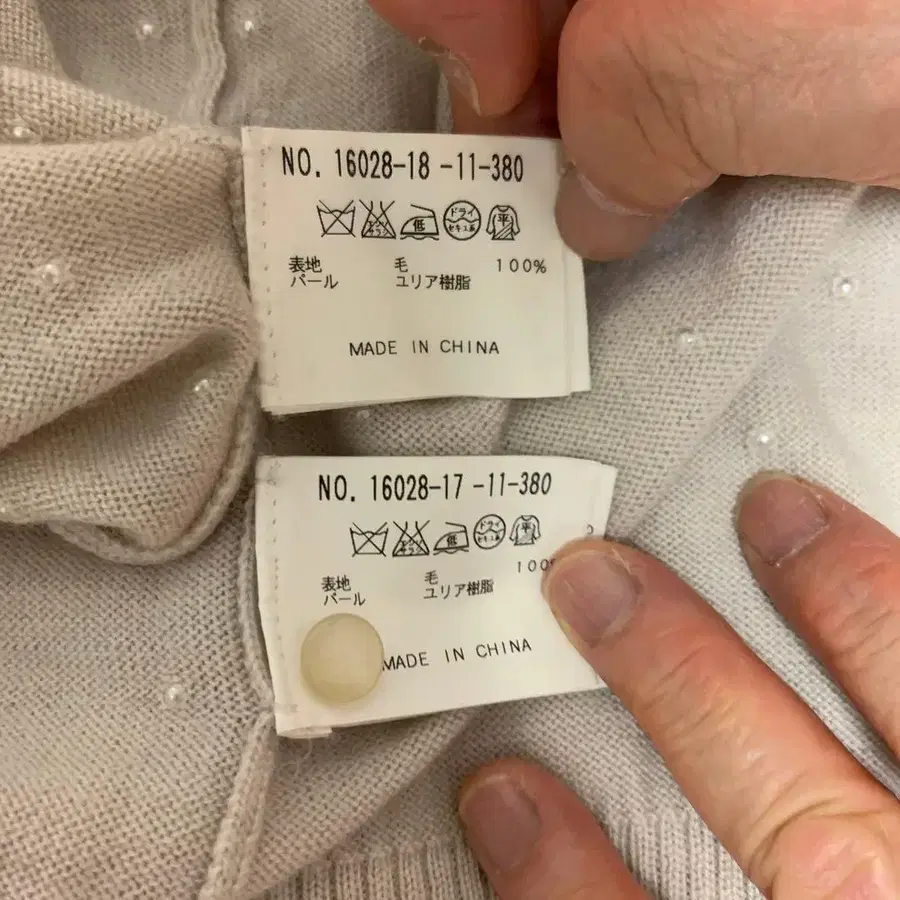 NO. 16028-18 -11-380
低 ドライ セキユ系 平
表地 毛 100%
パール ユリア樹脂
MADE IN CHINA
NO. 16028-17 -11-380
低 ドライ セキユ系 平
表地 毛 100
パール ユリア樹脂
MADE IN CHINA